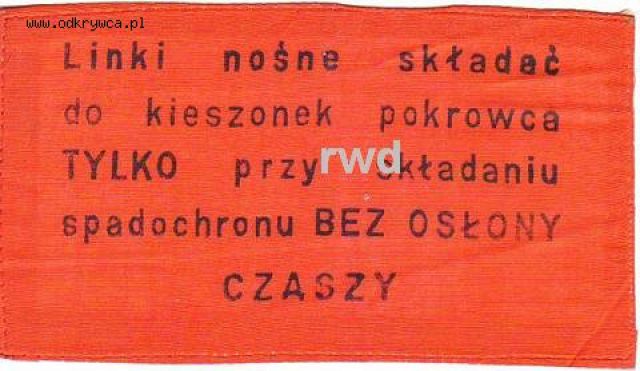 www.odkrywca.pl
Linki nośne składać
do kieszonek pokrowca
TYLKO przy składaniu
rwd
spadochronu BEZ OSŁONY
CZASZY